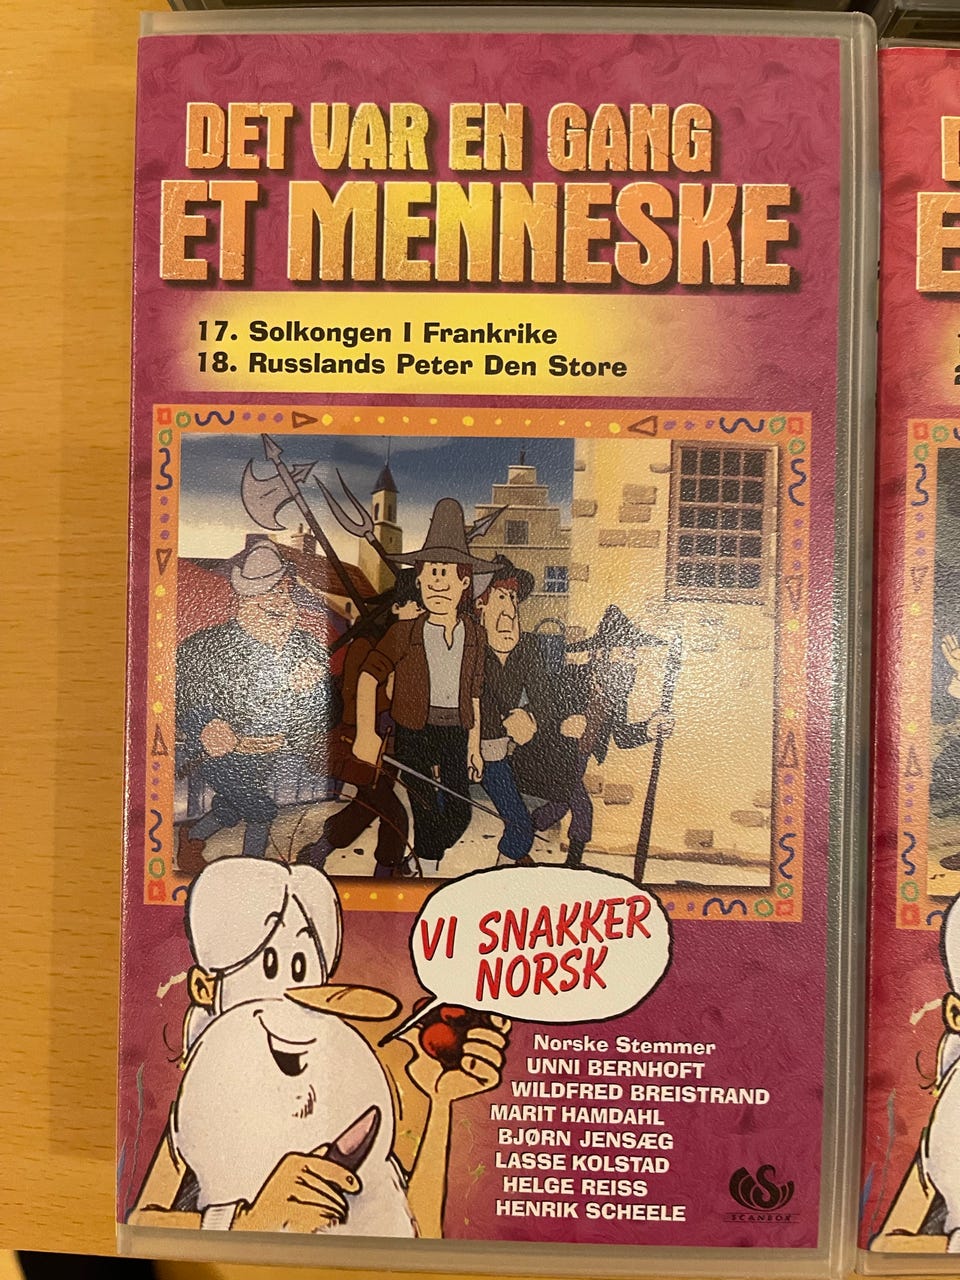 DET VAR EN GANG
ET MENNESKE
17. Solkongen I Frankrike
18. Russlands Peter Den Store
VI SNAKKER
NORSK
Norske Stemmer
UNNI BERNHOFT
WILDFRED BREISTRAND
MARIT HAMDAHL
BJØRN JENSÆG
LASSE KOLSTAD
HELGE REISS
HENRIK SCHEELE
SCANBOX